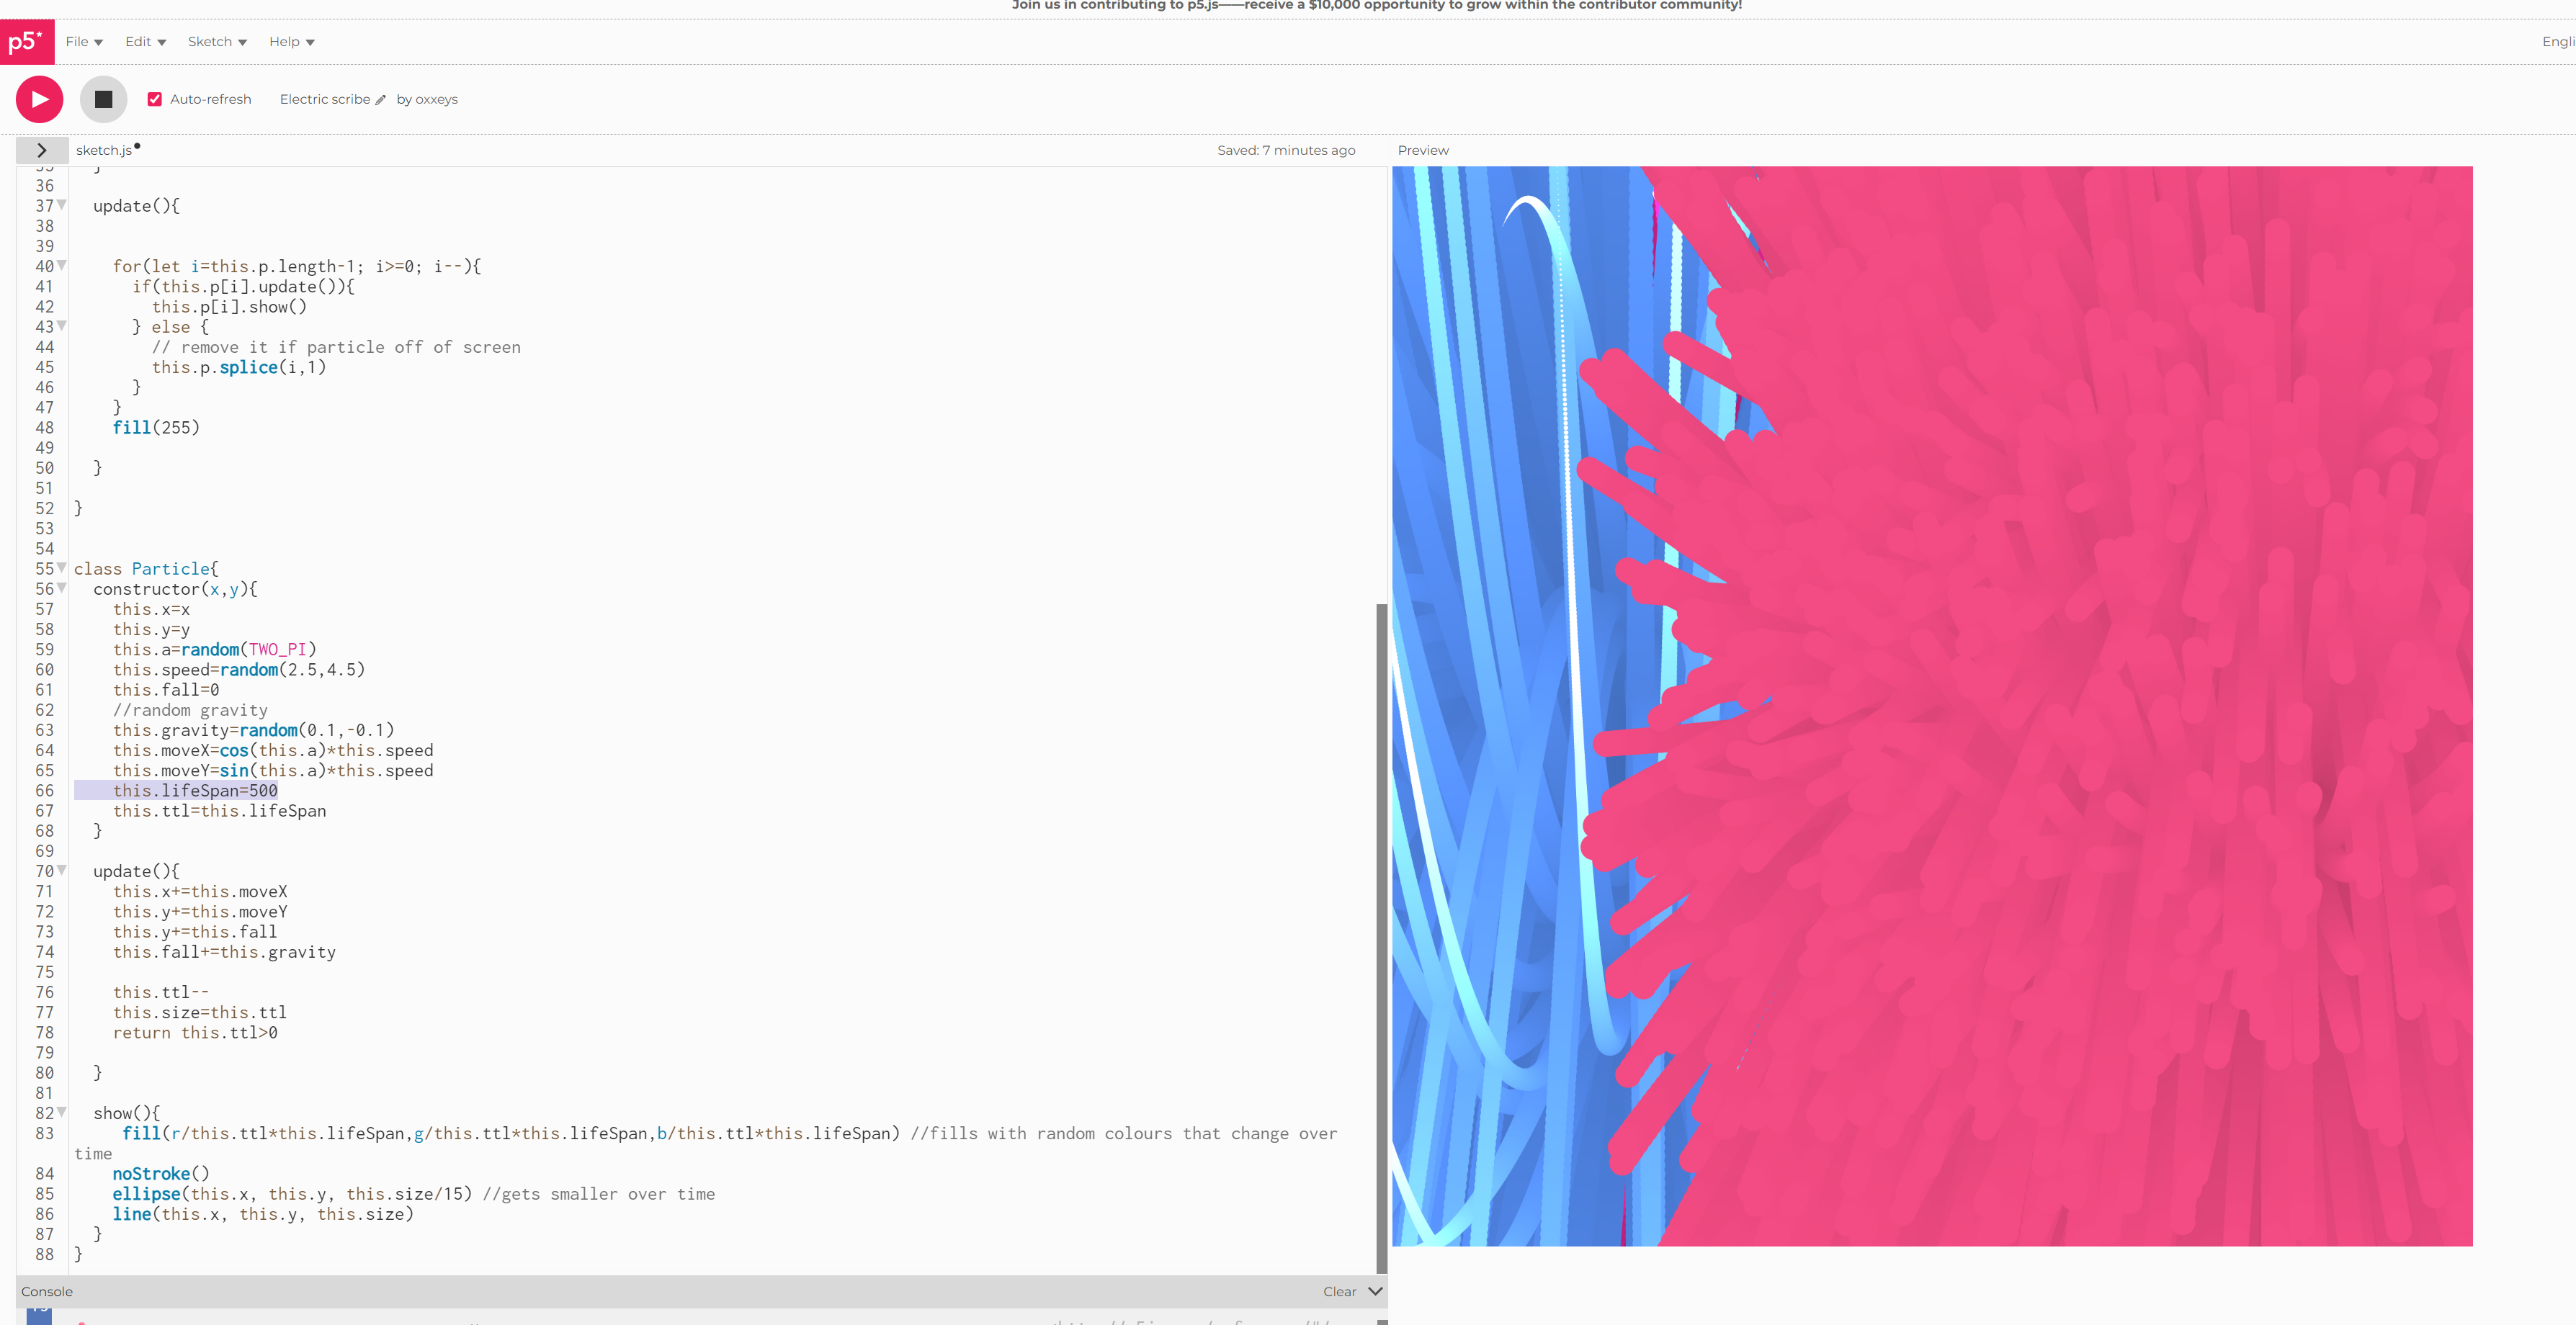 Join us in contributing to p5.js——receive a $10,000 opportunity to grow within the contributor community!
p5* File Edit Sketch Help Engli
Auto-refresh Electric scribe by oxxeys
sketch.js Saved: 7 minutes ago Preview
35 }
36
37 update(){
38
39
40 for(let i=this.p.length-1; i>=0; i--){
41 if(this.p[i].update()){
42 this.p[i].show()
43 } else {
44 // remove it if particle off of screen
45 this.p.splice(i,1)
46 }
47 }
48 fill(255)
49
50 }
51
52 }
53
54
55 class Particle{
56 constructor(x,y){
57 this.x=x
58 this.y=y
59 this.a=random(TWO_PI)
60 this.speed=random(2.5,4.5)
61 this.fall=0
62 //random gravity
63 this.gravity=random(0.1,-0.1)
64 this.moveX=cos(this.a)*this.speed
65 this.moveY=sin(this.a)*this.speed
66 this.lifeSpan=500
67 this.ttl=this.lifeSpan
68 }
69
70 update(){
71 this.x+=this.moveX
72 this.y+=this.moveY
73 this.y+=this.fall
74 this.fall+=this.gravity
75
76 this.ttl--
77 this.size=this.ttl
78 return this.ttl>0
79
80 }
81
82 show(){
83 fill(r/this.ttl*this.lifeSpan,g/this.ttl*this.lifeSpan,b/this.ttl*this.lifeSpan) //fills with random colours that change over
time
84 noStroke()
85 ellipse(this.x, this.y, this.size/15) //gets smaller over time
86 line(this.x, this.y, this.size)
87 }
88 }
Console Clear